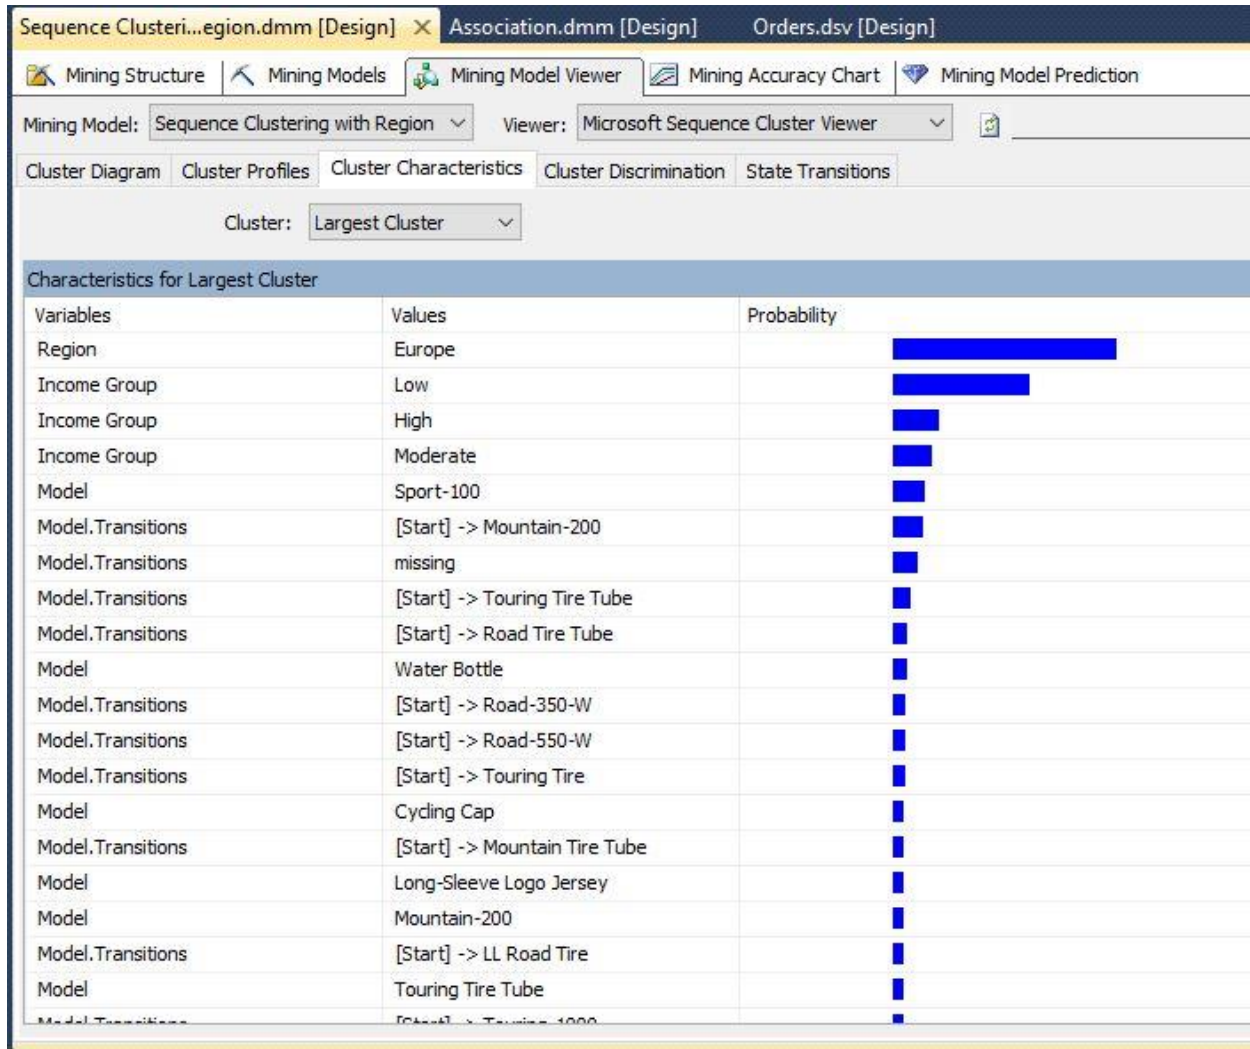 Sequence Clusteri...egion.dmm [Design] Association.dmm [Design] Orders.dsv [Design]
Mining Structure Mining Models Mining Model Viewer Mining Accuracy Chart Mining Model Prediction
Mining Model: Sequence Clustering with Region Viewer: Microsoft Sequence Cluster Viewer
Cluster Diagram Cluster Profiles Cluster Characteristics Cluster Discrimination State Transitions
Cluster: Largest Cluster
Characteristics for Largest Cluster
Variables Values Probability
Region Europe
Income Group Low
Income Group High
Income Group Moderate
Model Sport-100
Model.Transitions [Start] -> Mountain-200
Model.Transitions missing
Model.Transitions [Start] -> Touring Tire Tube
Model.Transitions [Start] -> Road Tire Tube
Model Water Bottle
Model.Transitions [Start] -> Road-350-W
Model.Transitions [Start] -> Road-550-W
Model.Transitions [Start] -> Touring Tire
Model Cycling Cap
Model.Transitions [Start] -> Mountain Tire Tube
Model Long-Sleeve Logo Jersey
Model Mountain-200
Model.Transitions [Start] -> LL Road Tire
Model Touring Tire Tube
Model.Transitions [Start] -> Touring-1000